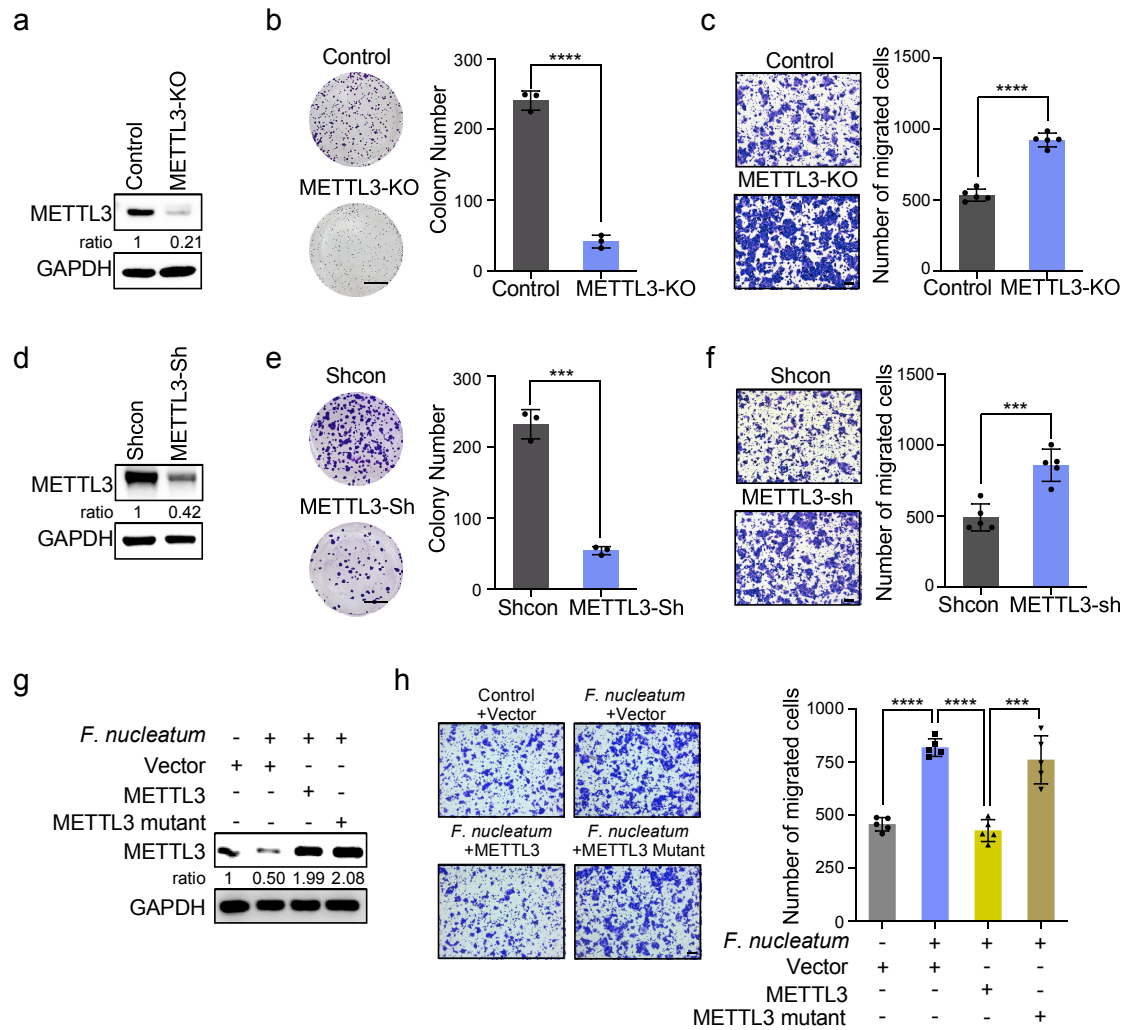 a
Control
METTL3-KO
METTL3
ratio 1 0.21
GAPDH
b
Control
METTL3-KO
Colony Number
300
200
100
0
****
Control METTL3-KO
c
Control
METTL3-KO
Number of migrated cells
1500
1000
500
0
****
Control METTL3-KO
d
Shcon
METTL3-Sh
METTL3
ratio 1 0.42
GAPDH
e
Shcon
METTL3-Sh
Colony Number
300
200
100
0
***
Shcon METTL3-Sh
f
Shcon
METTL3-sh
Number of migrated cells
1500
1000
500
0
***
Shcon METTL3-sh
g
F. nucleatum - + + +
Vector + + - -
METTL3 - - + -
METTL3 mutant - - - +
METTL3
ratio 1 0.50 1.99 2.08
GAPDH
h
Control
+Vector
F. nucleatum
+Vector
F. nucleatum
+METTL3
F. nucleatum
+METTL3 Mutant
Number of migrated cells
1000
750
450
250
0
**** **** ***
F. nucleatum - + + +
Vector + + - -
METTL3 - - + -
METTL3 mutant - - - +